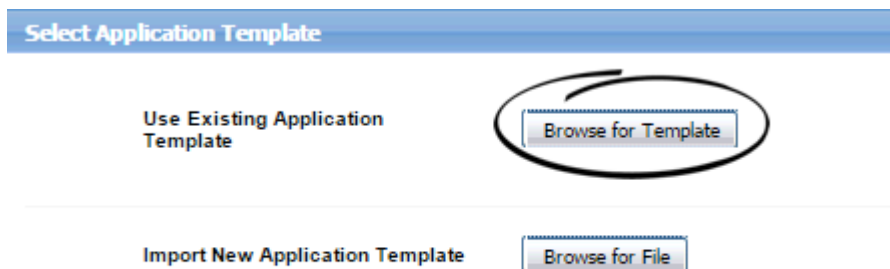 Select Application Template
Use Existing Application
Template
Browse for Template
Import New Application Template
Browse for File